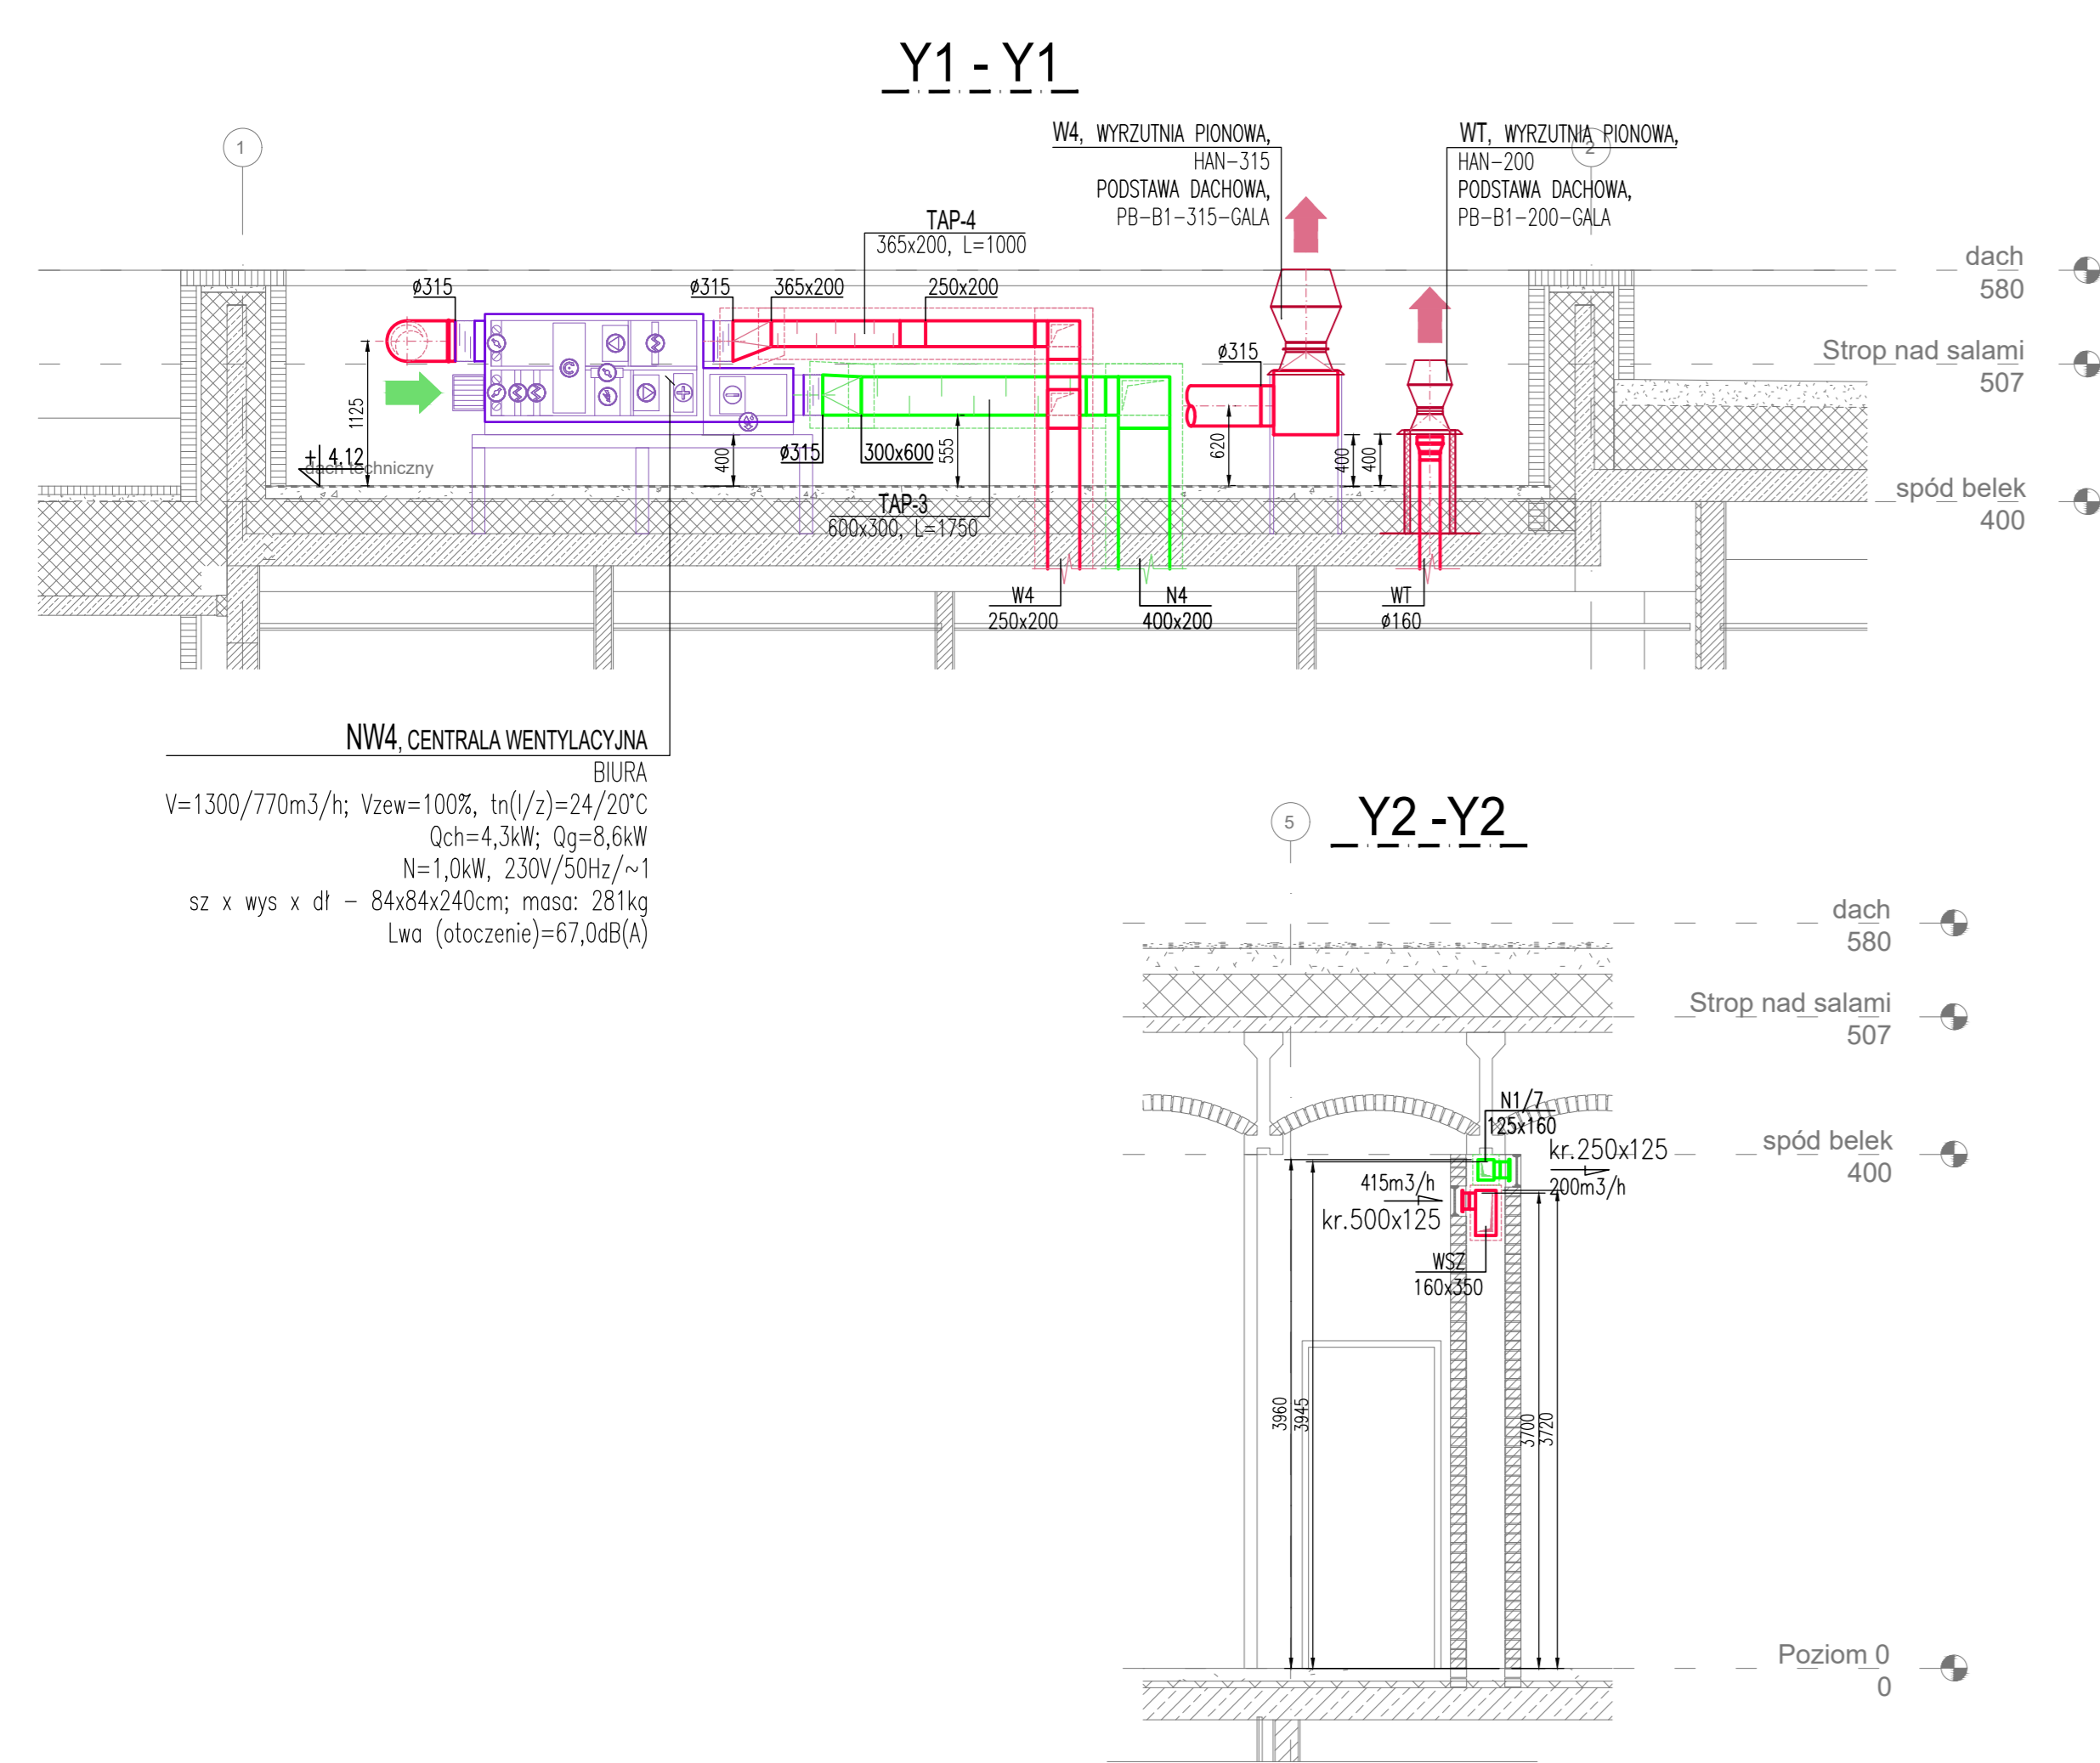 Y1 - Y1
1
2
W4, WYRZUTNIA PIONOWA,
HAN-315
PODSTAWA DACHOWA,
PB-B1-315-GALA
WT, WYRZUTNIA PIONOWA,
HAN-200
PODSTAWA DACHOWA,
PB-B1-200-GALA
TAP-4
365x200, L=1000
dach
580
ø315
ø315
365x200
250x200
Strop nad salami
507
ø315
1125
+ 4.12
dach techniczny
400
ø315
300x600
555
620
400
400
TAP-3
600x300, L=1750
spód belek
400
W4
250x200
N4
400x200
WT
ø160
NW4, CENTRALA WENTYLACYJNA
BIURA
V=1300/770m3/h; Vzew=100%, tn(l/z)=24/20°C
Qch=4,3kW; Qg=8,6kW
N=1,0kW, 230V/50Hz/~1
sz x wys x dł - 84x84x240cm; masa: 281kg
Lwa (otoczenie)=67,0dB(A)
5
Y2 -Y2
dach
580
Strop nad salami
507
N1/7
125x160
spód belek
400
kr.250x125
200m3/h
415m3/h
kr.500x125
WSZ
160x350
3960
3945
3700
3720
Poziom 0
0